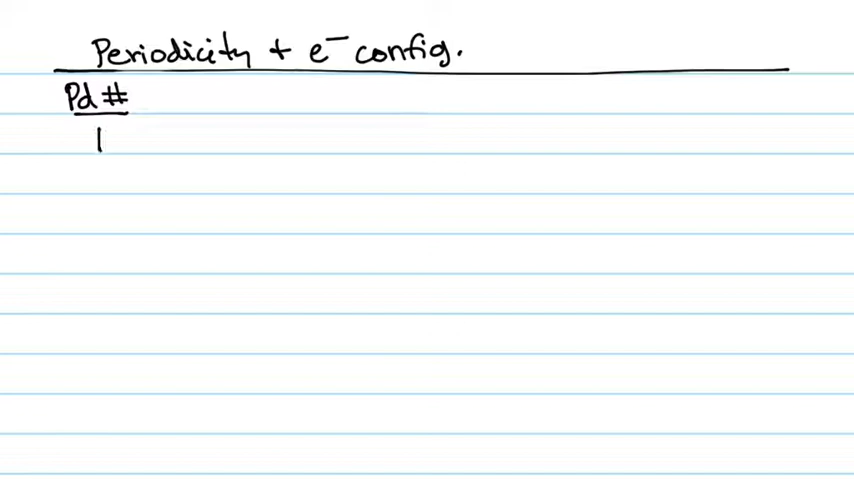 Periodicity + e⁻ config.
Pd #
1